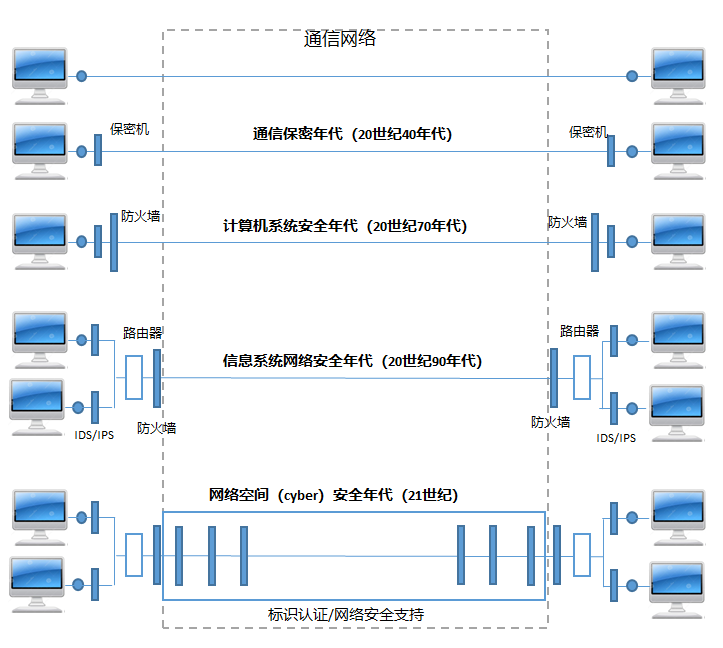 通信网络
保密机
通信保密年代（20世纪40年代）
保密机
防火墙
计算机系统安全年代（20世纪70年代）
防火墙
路由器
信息系统网络安全年代（20世纪90年代）
路由器
IDS/IPS
防火墙
防火墙
IDS/IPS
网络空间（cyber）安全年代（21世纪）
标识认证/网络安全支持